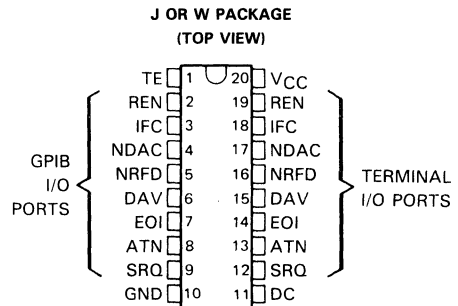 J OR W PACKAGE
(TOP VIEW)
TE 1 20 VCC
REN 2 19 REN
IFC 3 18 IFC
NDAC 4 17 NDAC
GPIB I/O PORTS NRFD 5 16 NRFD TERMINAL I/O PORTS
DAV 6 15 DAV
EOI 7 14 EOI
ATN 8 13 ATN
SRQ 9 12 SRQ
GND 10 11 DC